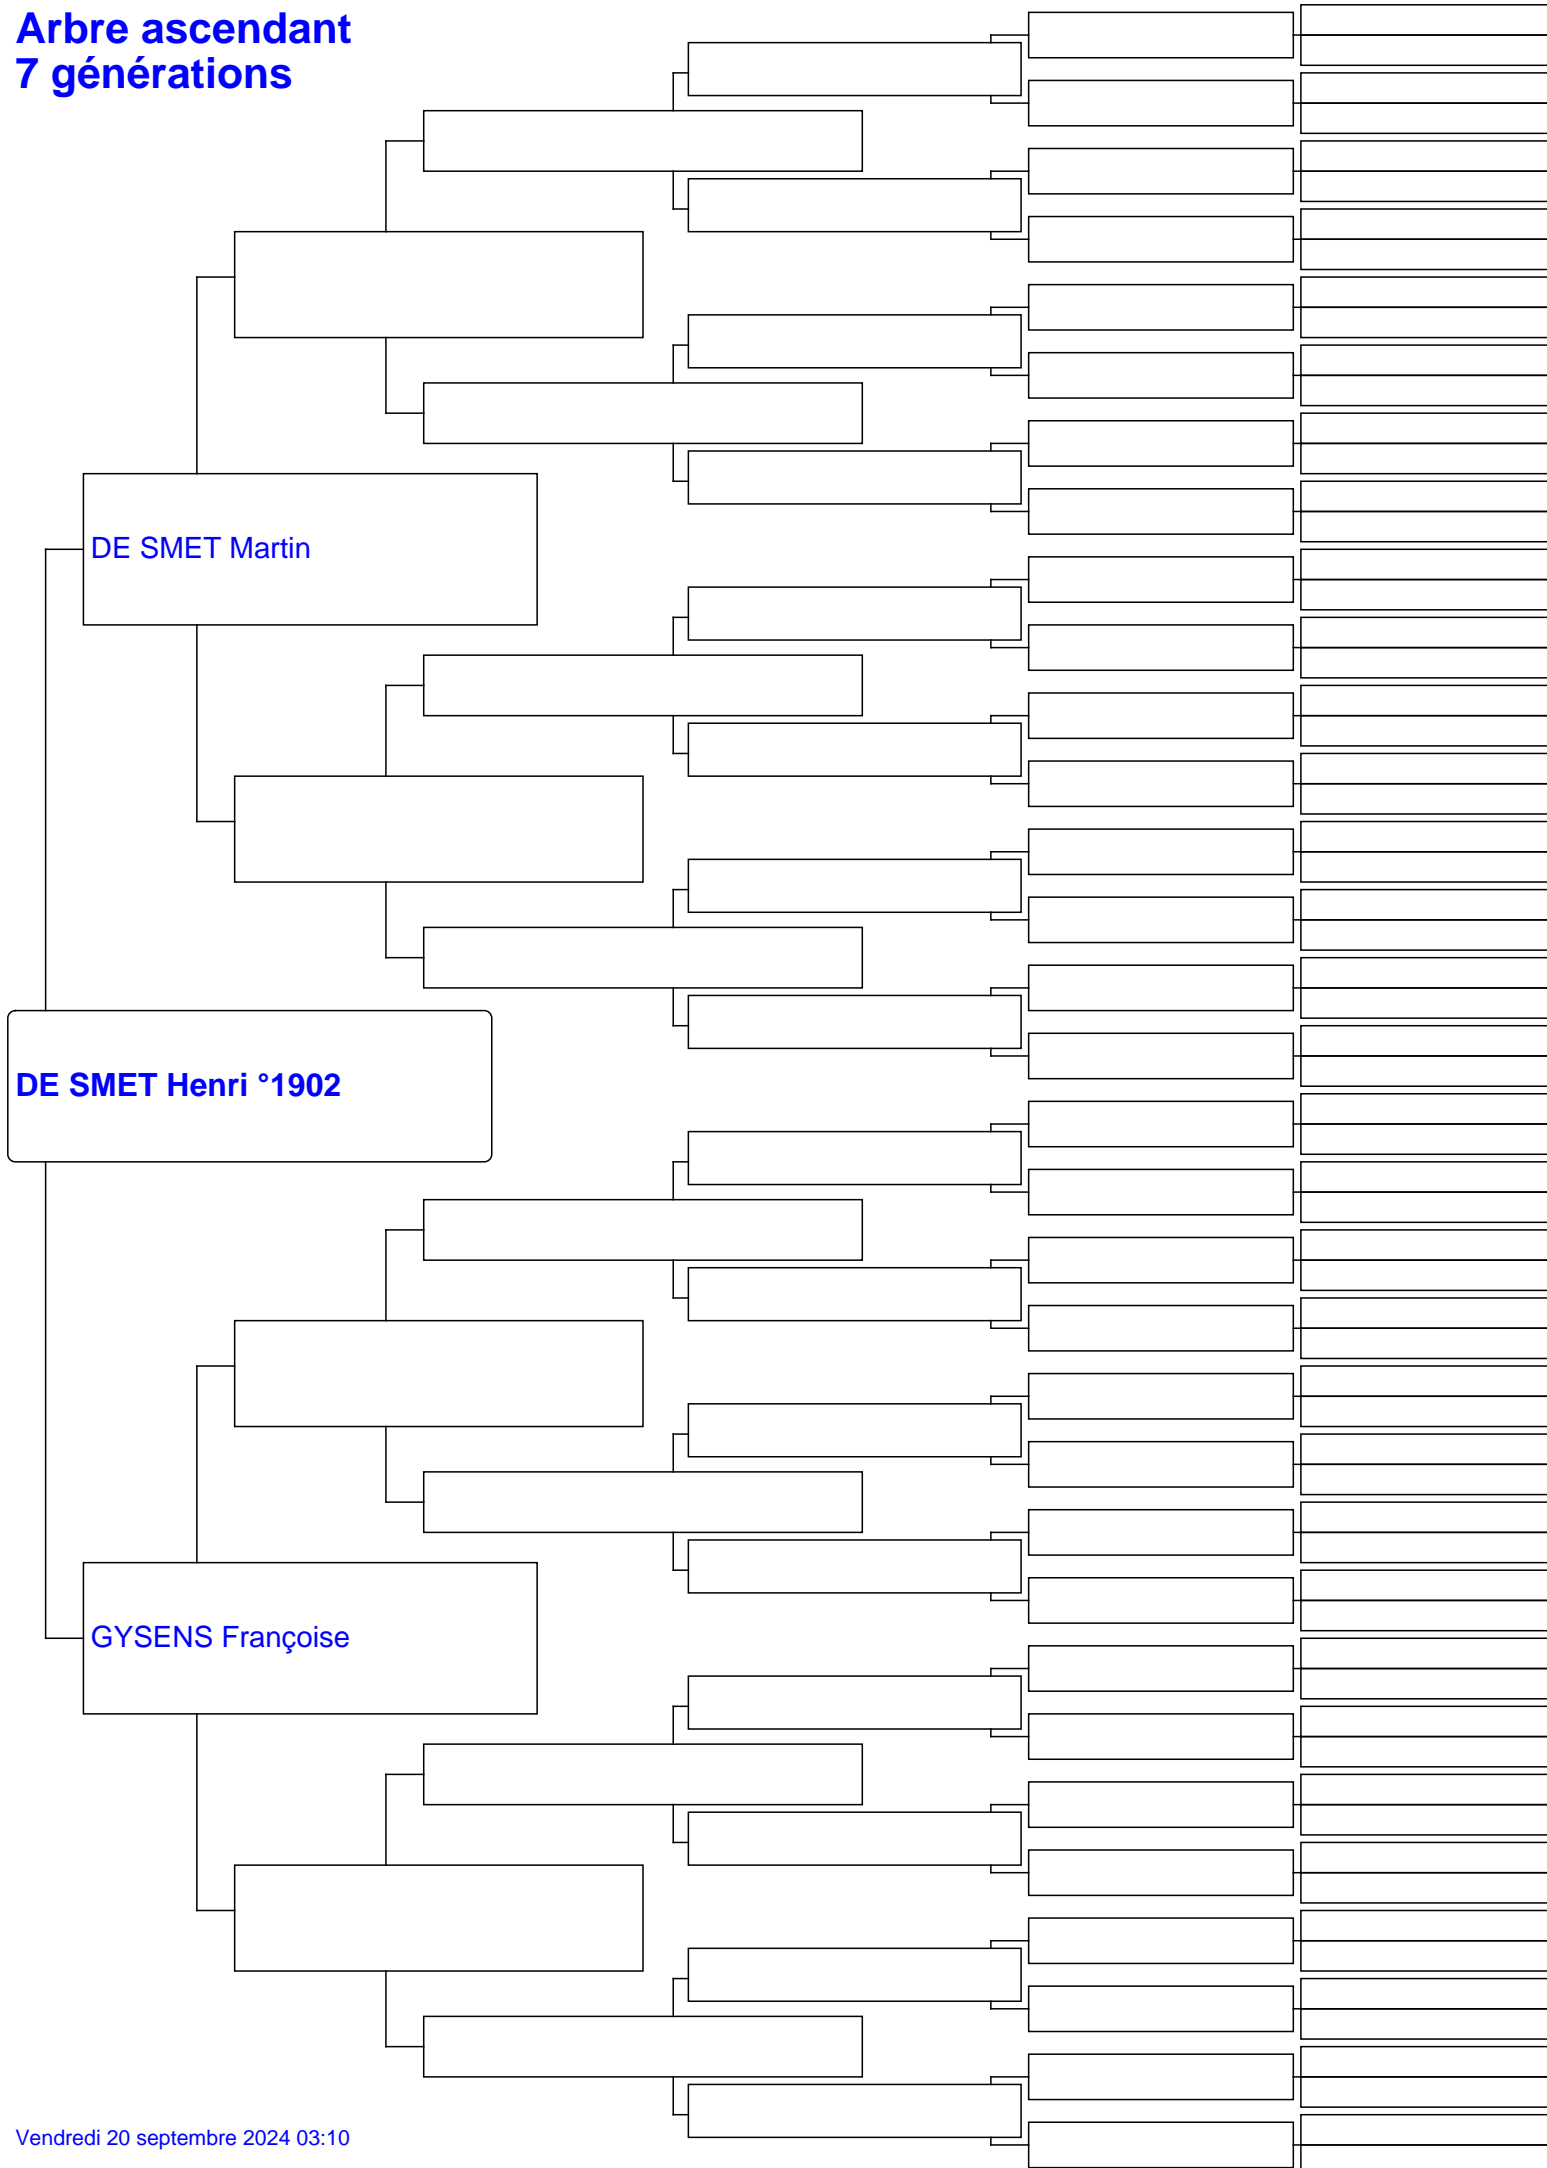 Arbre ascendant
7 générations
DE SMET Martin
DE SMET Henri °1902
GYSENS Françoise
Vendredi 20 septembre 2024 03:10